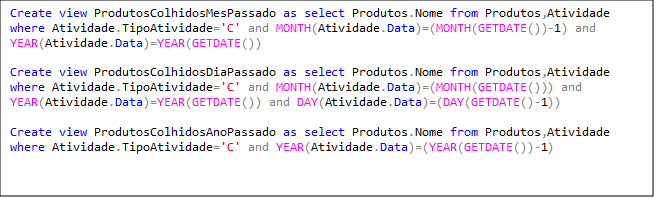 Create view ProdutosColhidosMesPassado as select Produtos.Nome from Produtos,Atividade
where Atividade.TipoAtividade='C' and MONTH(Atividade.Data)=(MONTH(GETDATE())-1) and
YEAR(Atividade.Data)=YEAR(GETDATE())
Create view ProdutosColhidosDiaPassado as select Produtos.Nome from Produtos,Atividade
where Atividade.TipoAtividade='C' and MONTH(Atividade.Data)=(MONTH(GETDATE())) and
YEAR(Atividade.Data)=YEAR(GETDATE()) and DAY(Atividade.Data)=(DAY(GETDATE()-1))
Create view ProdutosColhidosAnoPassado as select Produtos.Nome from Produtos,Atividade
where Atividade.TipoAtividade='C' and YEAR(Atividade.Data)=(YEAR(GETDATE())-1)